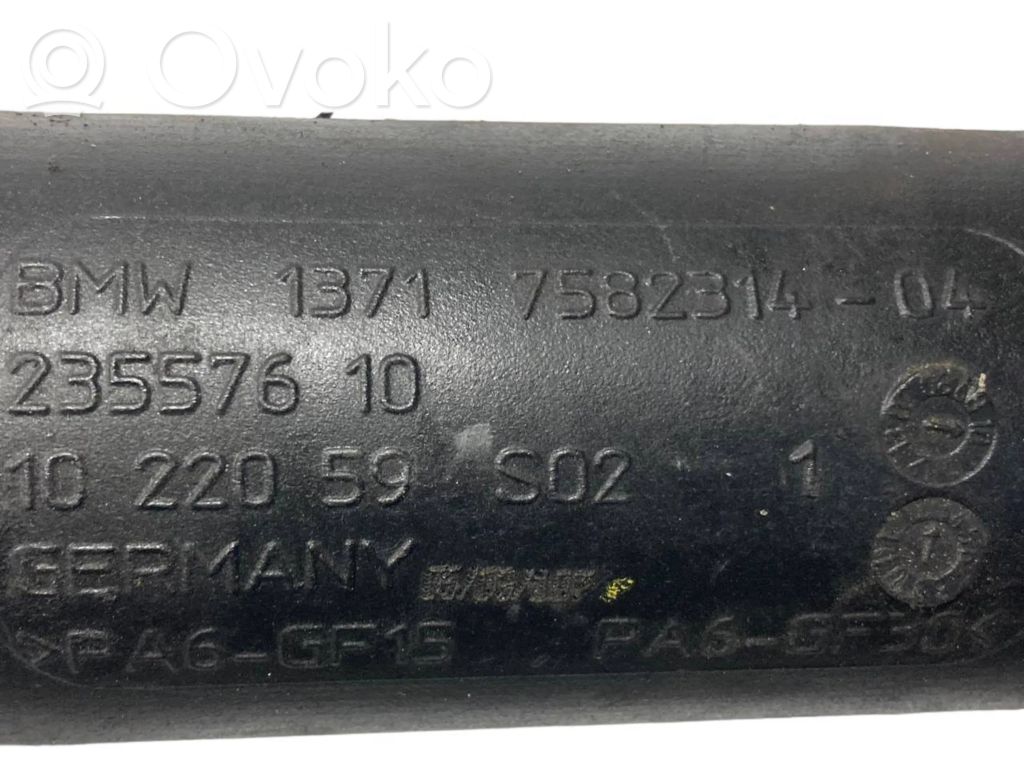 Ovoko
BMW 1371 7582314-04
235576 10
10 220 59 S02 1
GERMANY
>PA6-GF15 PA6-GF30<